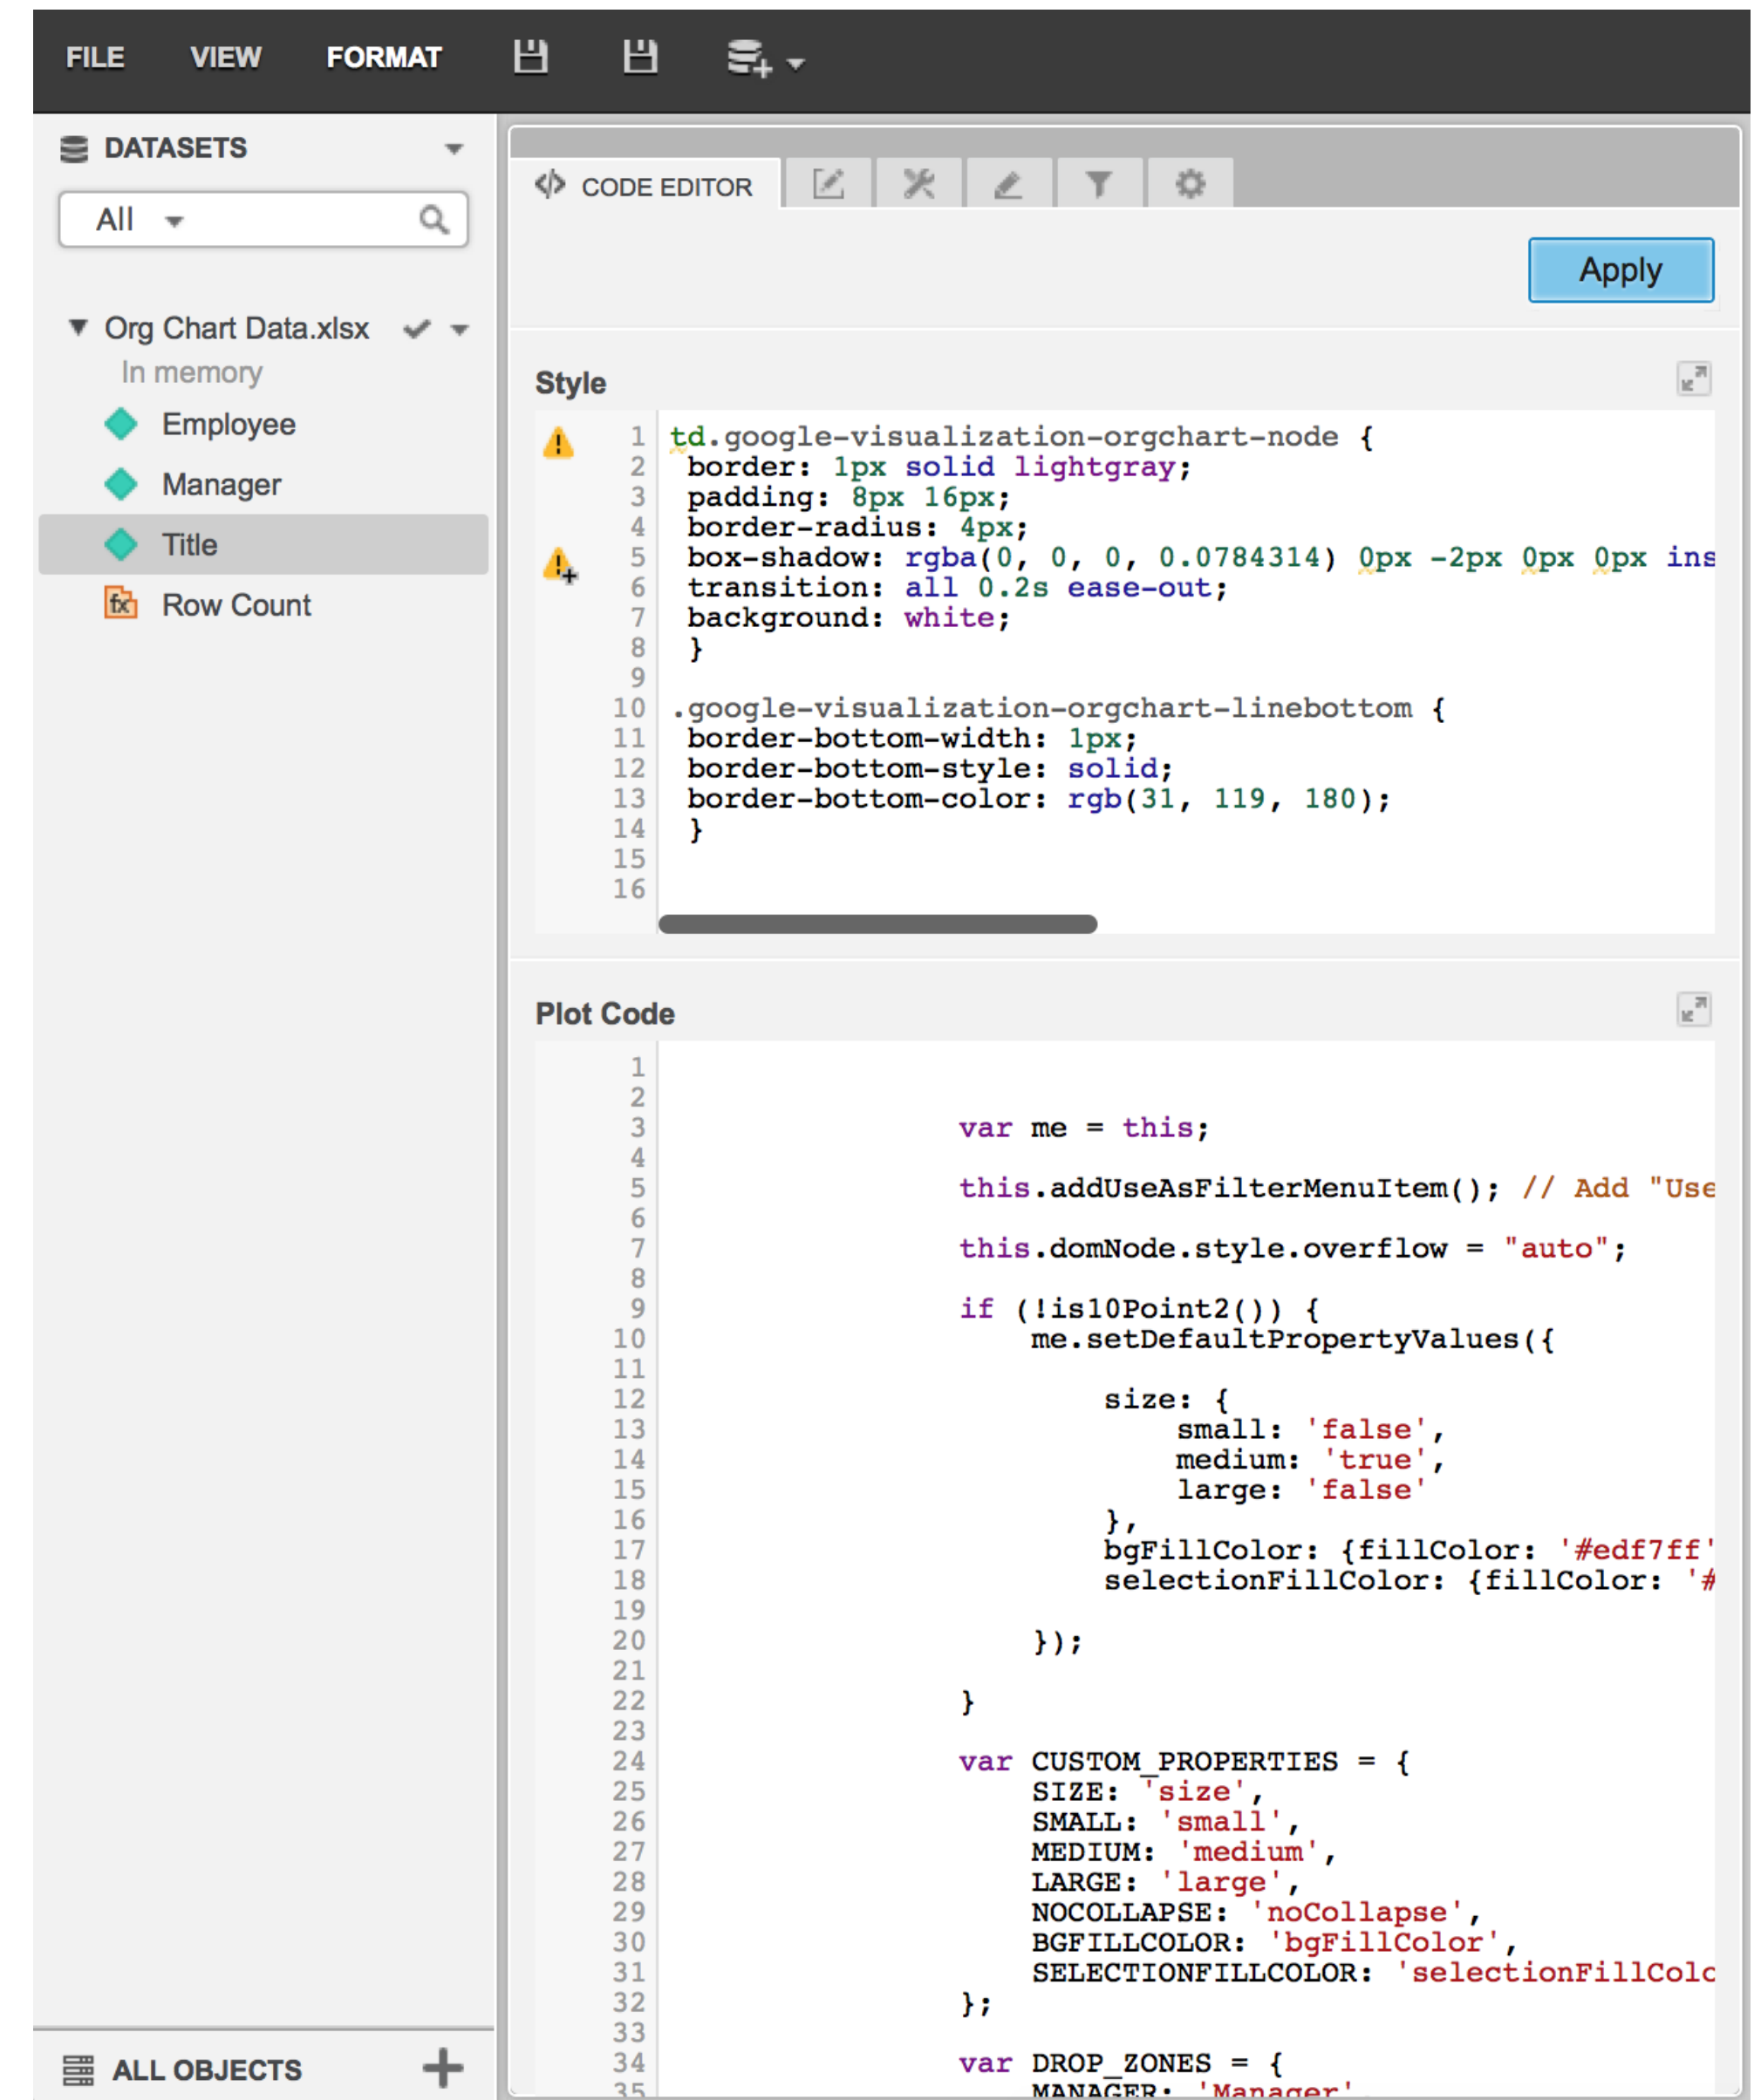 FILE VIEW FORMAT
DATASETS
All
Org Chart Data.xlsx
In memory
Employee
Manager
Title
fx Row Count
ALL OBJECTS
</> CODE EDITOR
Apply
Style
1 td.google-visualization-orgchart-node {
2 border: 1px solid lightgray;
3 padding: 8px 16px;
4 border-radius: 4px;
5 box-shadow: rgba(0, 0, 0, 0.0784314) 0px -2px 0px 0px ins
6 transition: all 0.2s ease-out;
7 background: white;
8 }
9
10 .google-visualization-orgchart-linebottom {
11 border-bottom-width: 1px;
12 border-bottom-style: solid;
13 border-bottom-color: rgb(31, 119, 180);
14 }
15
16
Plot Code
1
2
3 var me = this;
4
5 this.addUseAsFilterMenuItem(); // Add "Use
6
7 this.domNode.style.overflow = "auto";
8
9 if (!is10Point2()) {
10 me.setDefaultPropertyValues({
11
12 size: {
13 small: 'false',
14 medium: 'true',
15 large: 'false'
16 },
17 bgFillColor: {fillColor: '#edf7ff'
18 selectionFillColor: {fillColor: '#
19
20 });
21
22 }
23
24 var CUSTOM_PROPERTIES = {
25 SIZE: 'size',
26 SMALL: 'small',
27 MEDIUM: 'medium',
28 LARGE: 'large',
29 NOCOLLAPSE: 'noCollapse',
30 BGFILLCOLOR: 'bgFillColor',
31 SELECTIONFILLCOLOR: 'selectionFillColo
32 };
33
34 var DROP_ZONES = {
35 MANAGER: 'Manager'